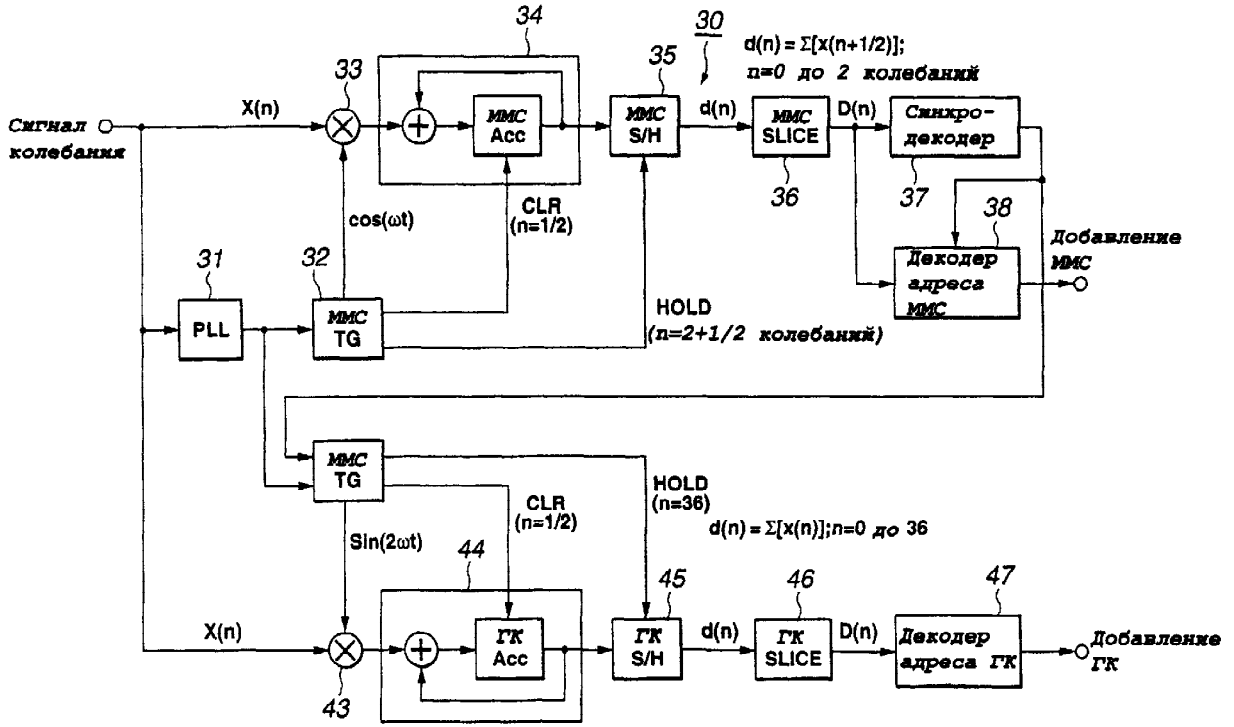 34
30
d(n) = Σ[x(n+1/2)];
n=0 до 2 колебаний
33
35
Сигнал
колебания
X(n)
ММС
Acc
ММС
S/H
d(n)
ММС
SLICE
D(n)
Синхро-
декодер
36
37
38
cos(ωt)
CLR
(n=1/2)
Добавление
ММС
31
32
Декодер
адреса
ММС
PLL
ММС
TG
HOLD
(n=2+1/2 колебаний)
ММС
TG
HOLD
(n=36)
CLR
(n=1/2)
d(n) = Σ[x(n)];n=0 до 36
Sin(2ωt)
44
45
46
47
X(n)
ГК
Acc
ГК
S/H
d(n)
ГК
SLICE
D(n)
Декодер
адреса ГК
Добавление
ГК
43